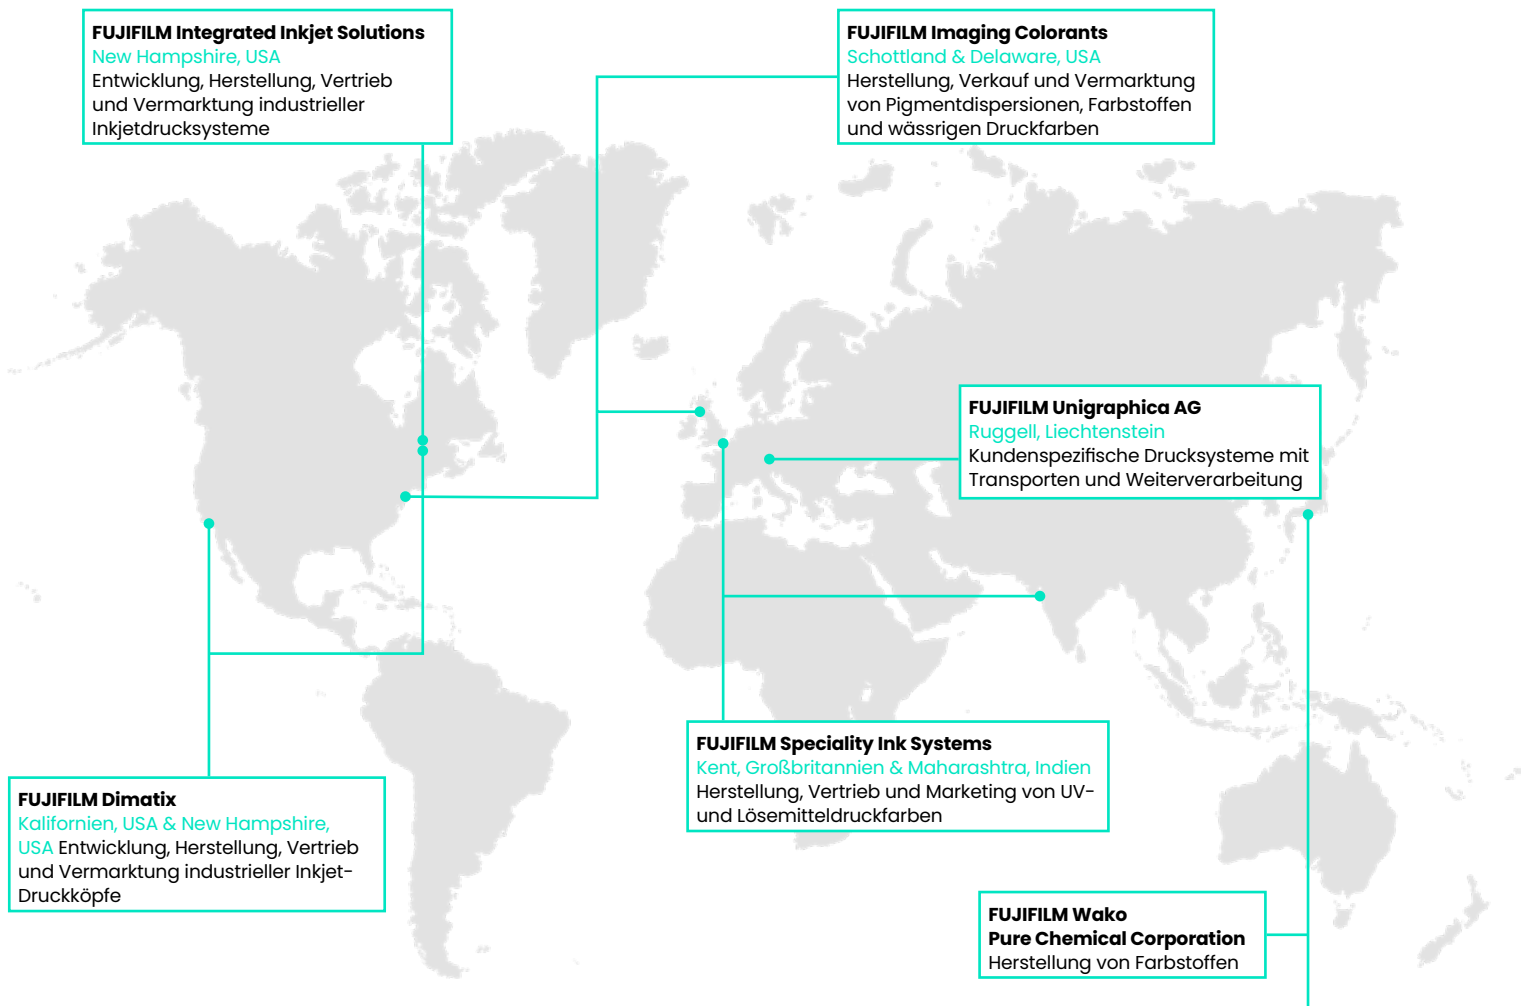 FUJIFILM Integrated Inkjet Solutions
New Hampshire, USA
Entwicklung, Herstellung, Vertrieb
und Vermarktung industrieller
Inkjetdrucksysteme
FUJIFILM Imaging Colorants
Schottland & Delaware, USA
Herstellung, Verkauf und Vermarktung
von Pigmentdispersionen, Farbstoffen
und wässrigen Druckfarben
FUJIFILM Unigraphica AG
Ruggell, Liechtenstein
Kundenspezifische Drucksysteme mit
Transporten und Weiterverarbeitung
FUJIFILM Speciality Ink Systems
Kent, Großbritannien & Maharashtra, Indien
Herstellung, Vertrieb und Marketing von UV-
und Lösemitteldruckfarben
FUJIFILM Dimatix
Kalifornien, USA & New Hampshire,
USA Entwicklung, Herstellung, Vertrieb
und Vermarktung industrieller Inkjet-
Druckköpfe
FUJIFILM Wako
Pure Chemical Corporation
Herstellung von Farbstoffen